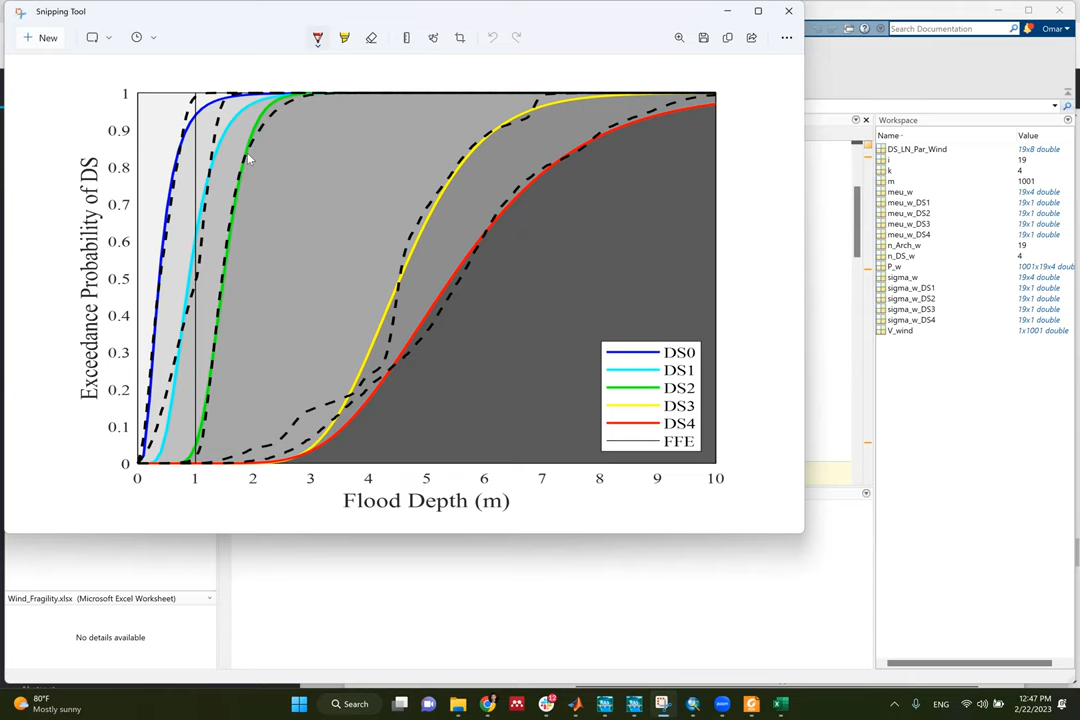 Snipping Tool
New
Search Documentation
Omar
1
0.9
0.8
0.7
0.6
0.5
0.4
0.3
0.2
0.1
0
Exceedance Probability of DS
0 1 2 3 4 5 6 7 8 9 10
Flood Depth (m)
DS0
DS1
DS2
DS3
DS4
FFE
Workspace
Name Value
DS_LN_Par_Wind 19x8 double
i 19
k 4
m 1001
meu_w 19x4 double
meu_w_DS1 19x1 double
meu_w_DS2 19x1 double
meu_w_DS3 19x1 double
meu_w_DS4 19x1 double
n_Arch_w 19
n_DS_w 4
P_w 1001x19x4 doub
sigma_w 19x4 double
sigma_w_DS1 19x1 double
sigma_w_DS2 19x1 double
sigma_w_DS3 19x1 double
sigma_w_DS4 19x1 double
V_wind 1x1001 double
Wind_Fragility.xlsx (Microsoft Excel Worksheet)
No details available
80°F
Mostly sunny
Search
12
ENG
12:47 PM
2/22/2023